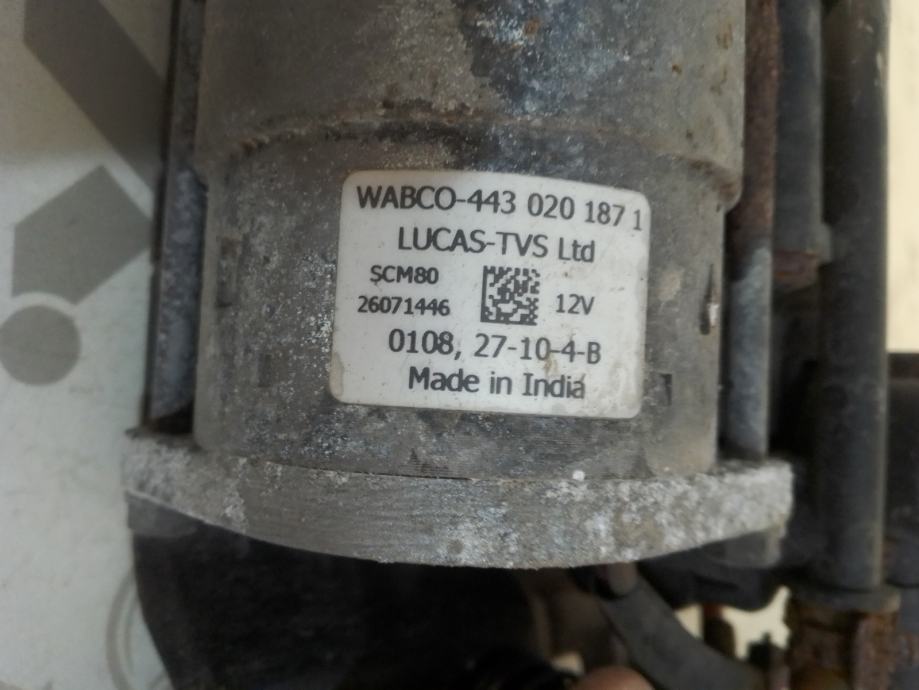 WABCO-443 020 187 1
LUCAS-TVS Ltd
SCM80
26071446
12V
0108, 27-10-4-B
Made in India